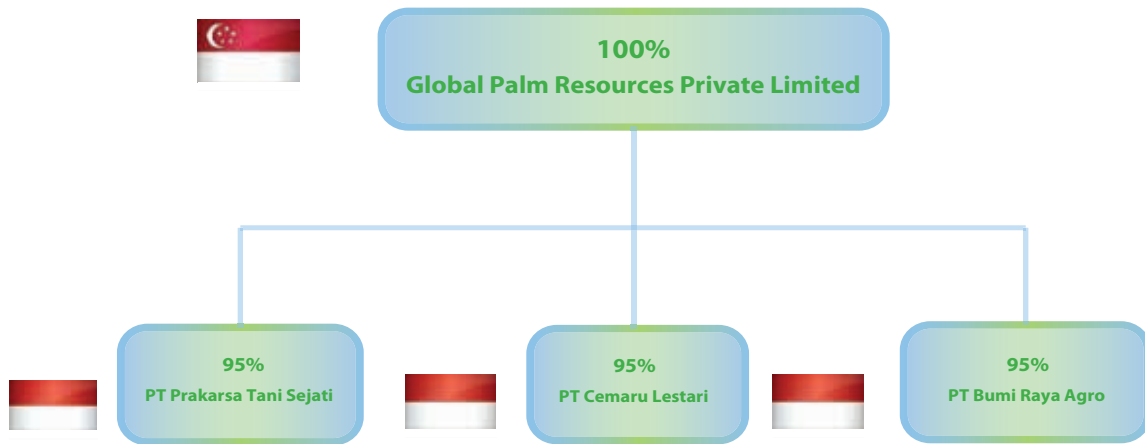 100%
Global Palm Resources Private Limited
95%
PT Prakarsa Tani Sejati
95%
PT Cemaru Lestari
95%
PT Bumi Raya Agro